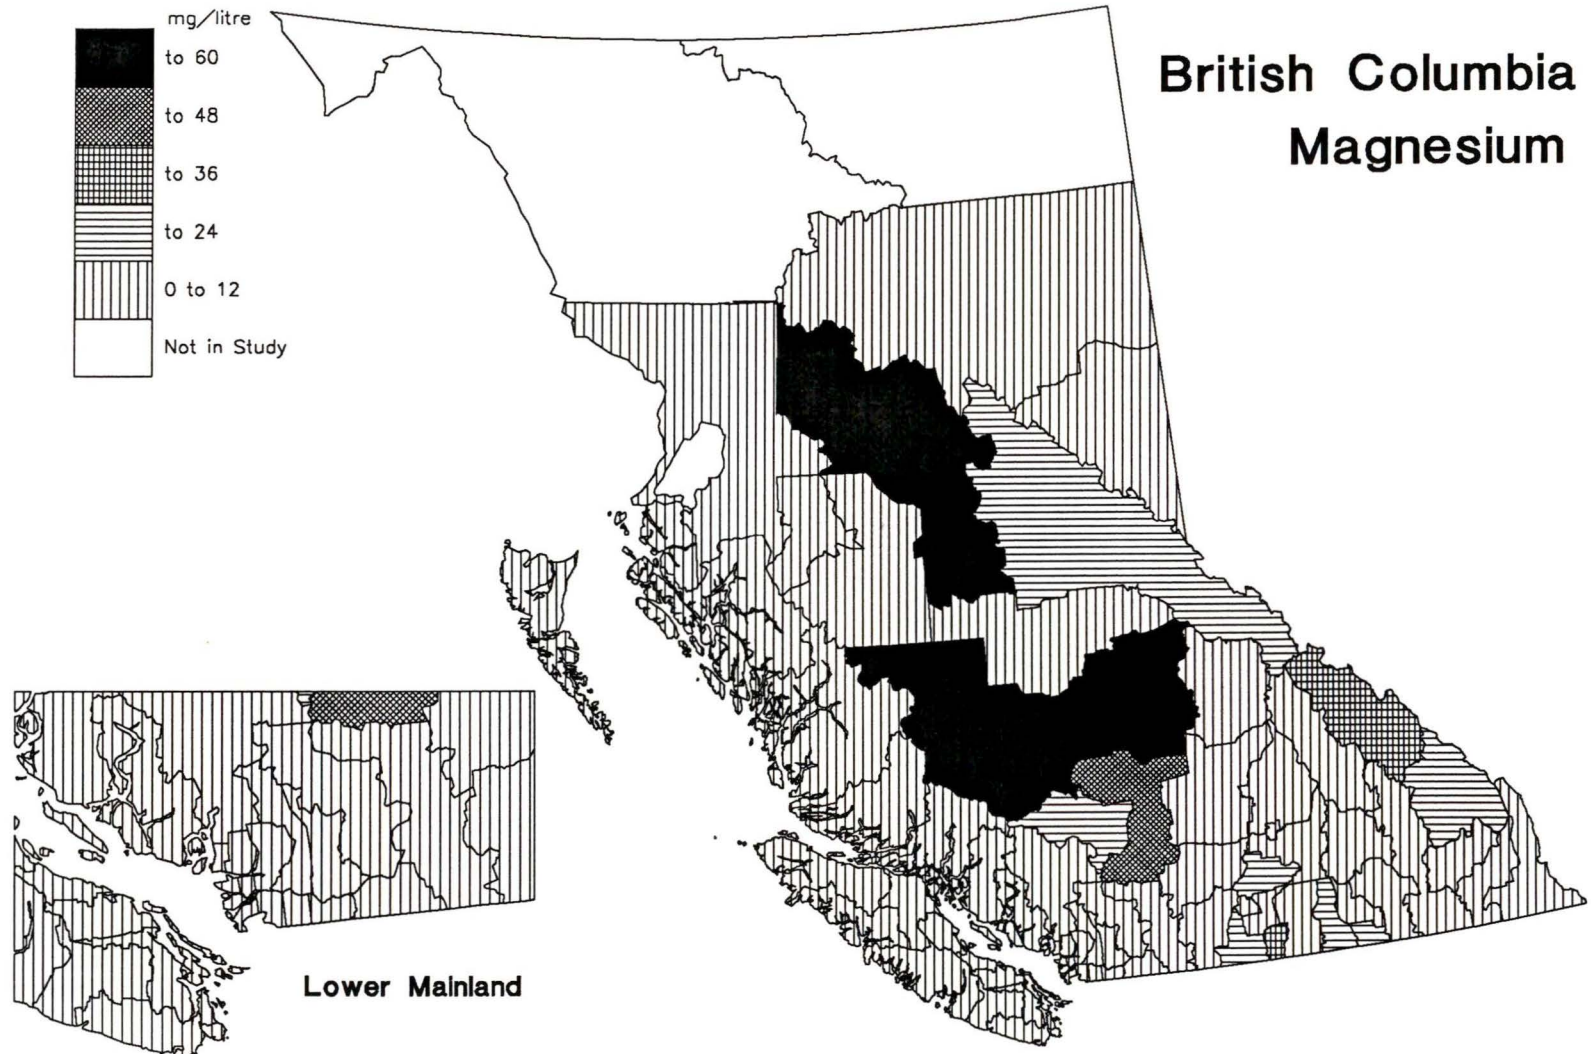 mg/litre
to 60
to 48
to 36
to 24
0 to 12
Not in Study
British Columbia
Magnesium
Lower Mainland